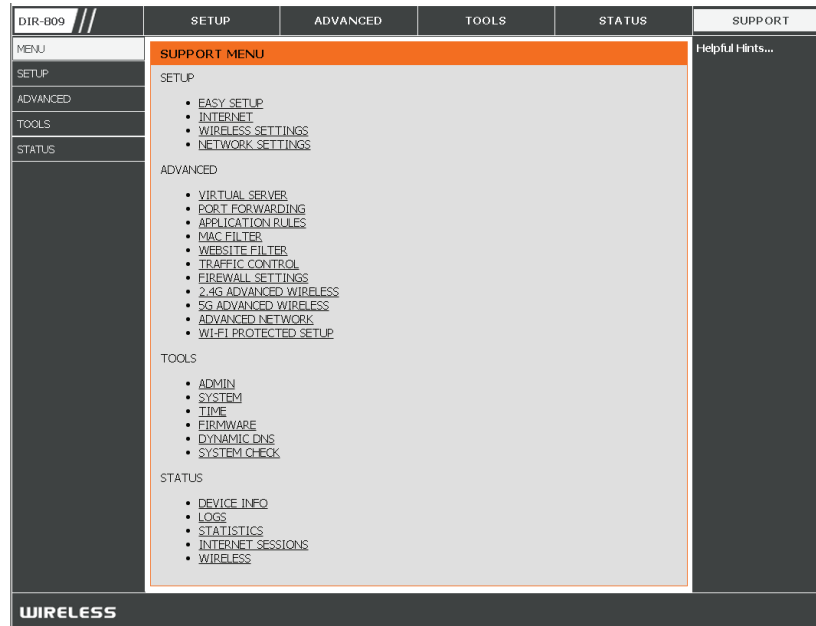 DIR-809 SETUP ADVANCED TOOLS STATUS SUPPORT
MENU
SETUP
ADVANCED
TOOLS
STATUS
SUPPORT MENU
SETUP
EASY SETUP
INTERNET
WIRELESS SETTINGS
NETWORK SETTINGS
ADVANCED
VIRTUAL SERVER
PORT FORWARDING
APPLICATION RULES
MAC FILTER
WEBSITE FILTER
TRAFFIC CONTROL
FIREWALL SETTINGS
2.4G ADVANCED WIRELESS
5G ADVANCED WIRELESS
ADVANCED NETWORK
WI-FI PROTECTED SETUP
TOOLS
ADMIN
SYSTEM
TIME
FIRMWARE
DYNAMIC DNS
SYSTEM CHECK
STATUS
DEVICE INFO
LOGS
STATISTICS
INTERNET SESSIONS
WIRELESS
Helpful Hints...
WIRELESS